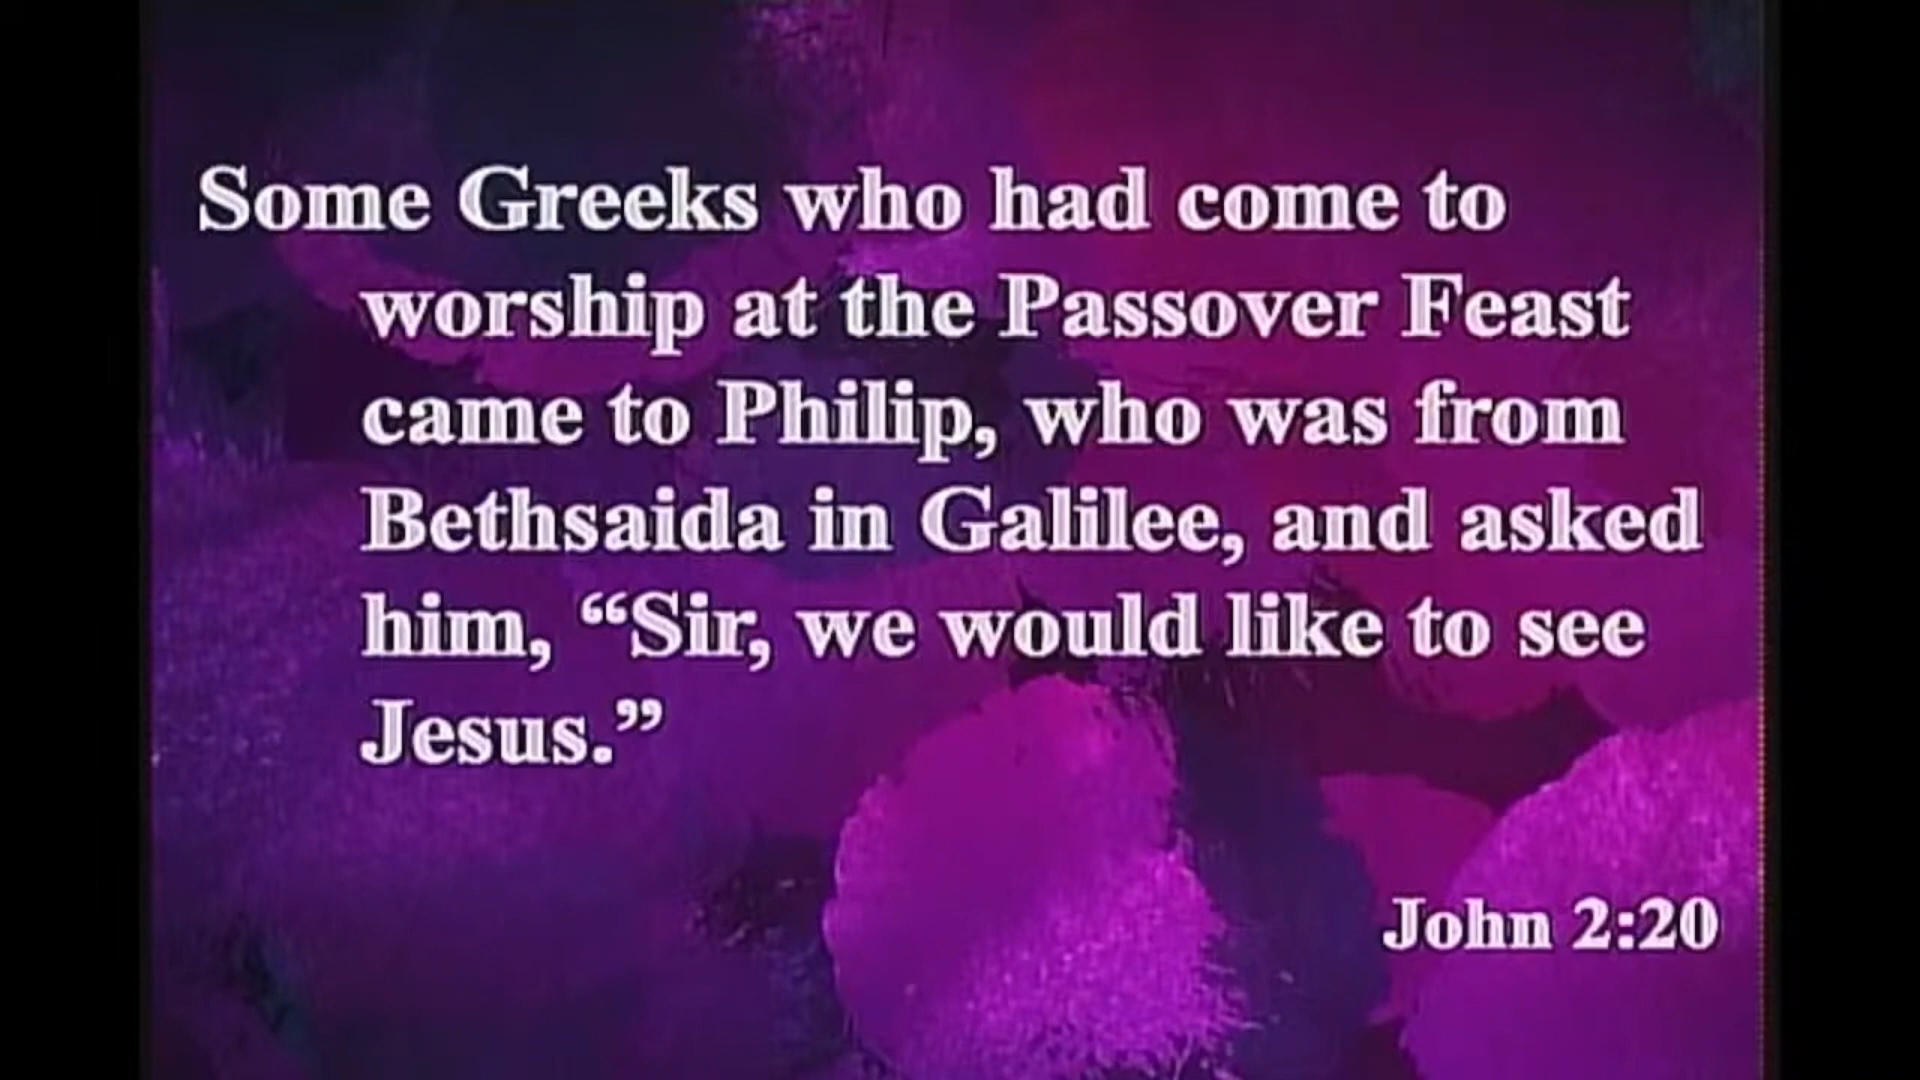 Some Greeks who had come to
worship at the Passover Feast
came to Philip, who was from
Bethsaida in Galilee, and asked
him, “Sir, we would like to see
Jesus.”
John 2:20